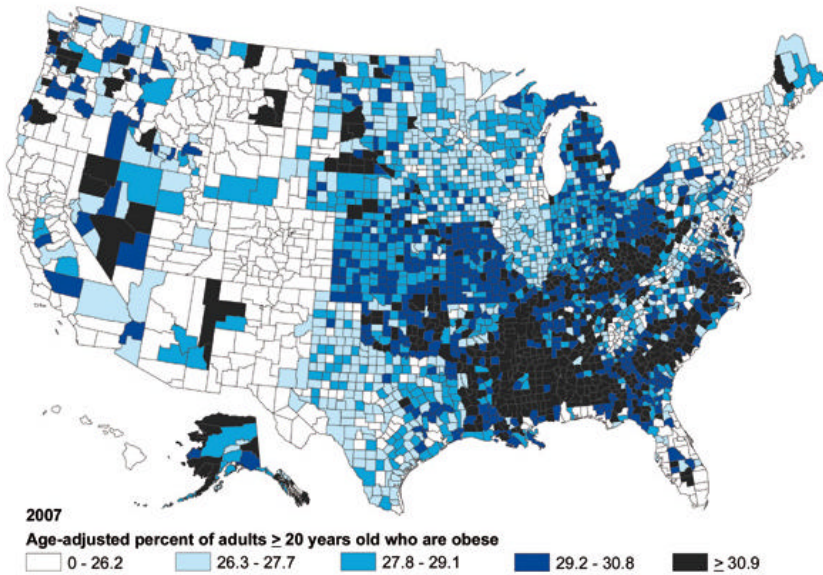 2007
Age-adjusted percent of adults ≥ 20 years old who are obese
0 - 26.2 26.3 - 27.7 27.8 - 29.1 29.2 - 30.8 ≥ 30.9